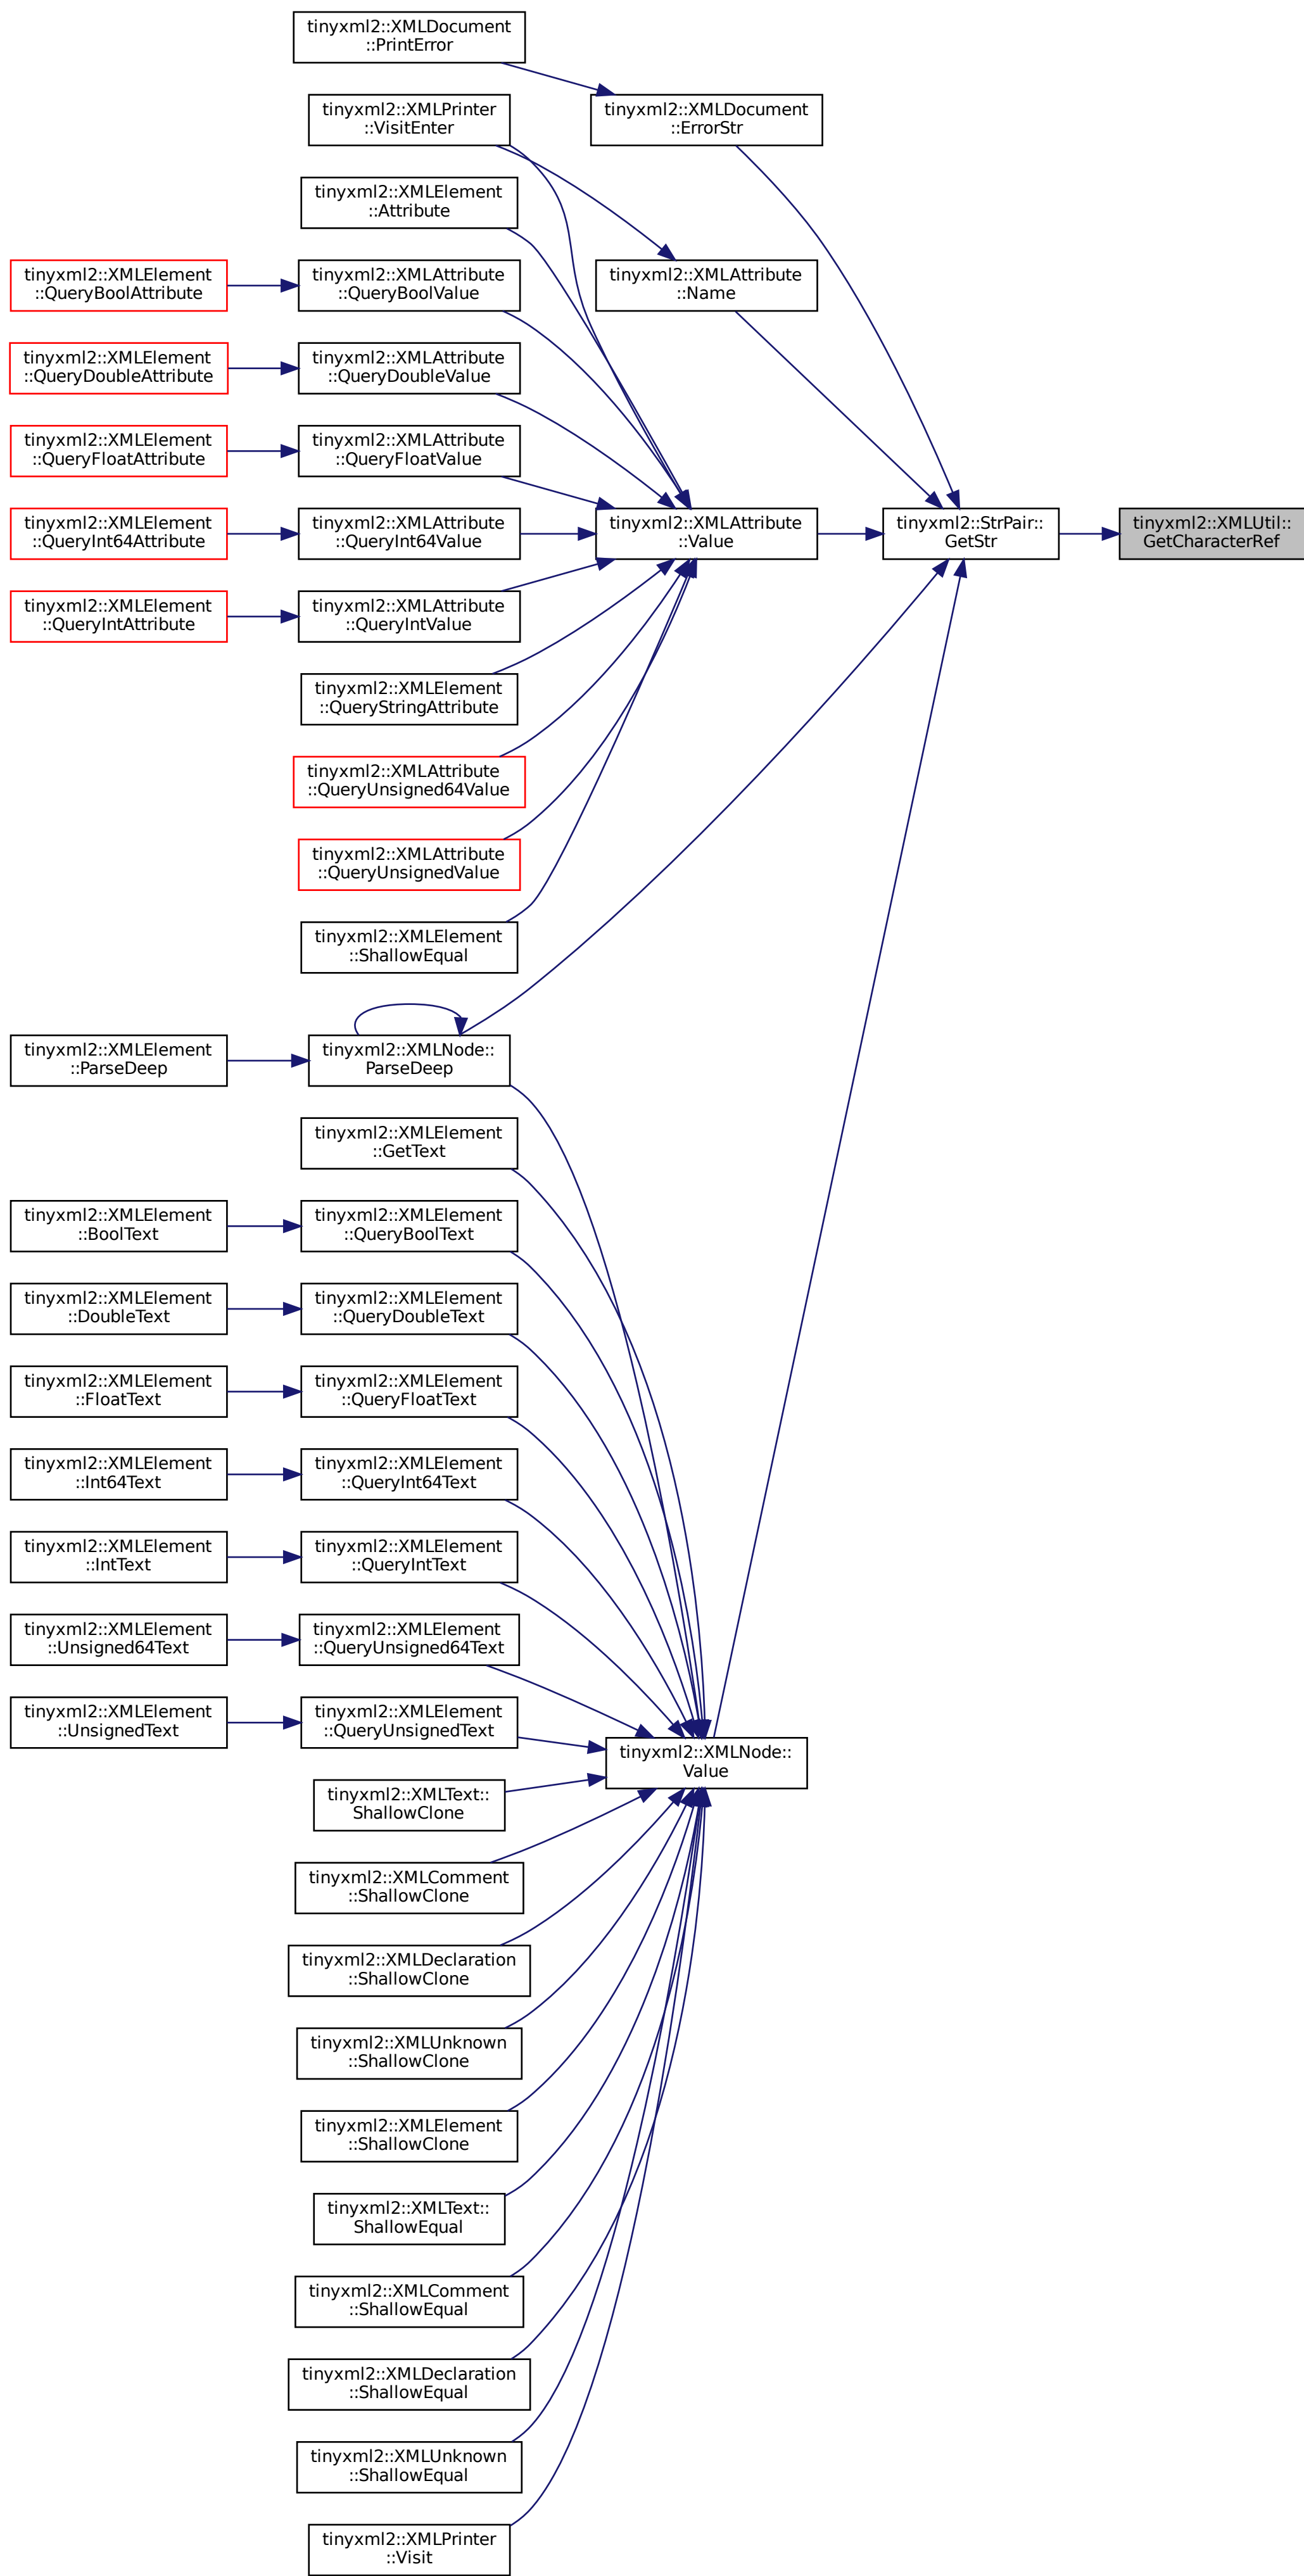 tinyxml2::XMLDocument
::PrintError
tinyxml2::XMLPrinter
::VisitEnter
tinyxml2::XMLDocument
::ErrorStr
tinyxml2::XMLElement
::Attribute
tinyxml2::XMLElement
::QueryBoolAttribute
tinyxml2::XMLAttribute
::QueryBoolValue
tinyxml2::XMLAttribute
::Name
tinyxml2::XMLElement
::QueryDoubleAttribute
tinyxml2::XMLAttribute
::QueryDoubleValue
tinyxml2::XMLElement
::QueryFloatAttribute
tinyxml2::XMLAttribute
::QueryFloatValue
tinyxml2::XMLElement
::QueryInt64Attribute
tinyxml2::XMLAttribute
::QueryInt64Value
tinyxml2::XMLAttribute
::Value
tinyxml2::StrPair::
GetStr
tinyxml2::XMLUtil::
GetCharacterRef
tinyxml2::XMLElement
::QueryIntAttribute
tinyxml2::XMLAttribute
::QueryIntValue
tinyxml2::XMLElement
::QueryStringAttribute
tinyxml2::XMLAttribute
::QueryUnsigned64Value
tinyxml2::XMLAttribute
::QueryUnsignedValue
tinyxml2::XMLElement
::ShallowEqual
tinyxml2::XMLElement
::ParseDeep
tinyxml2::XMLNode::
ParseDeep
tinyxml2::XMLElement
::GetText
tinyxml2::XMLElement
::BoolText
tinyxml2::XMLElement
::QueryBoolText
tinyxml2::XMLElement
::DoubleText
tinyxml2::XMLElement
::QueryDoubleText
tinyxml2::XMLElement
::FloatText
tinyxml2::XMLElement
::QueryFloatText
tinyxml2::XMLElement
::Int64Text
tinyxml2::XMLElement
::QueryInt64Text
tinyxml2::XMLElement
::IntText
tinyxml2::XMLElement
::QueryIntText
tinyxml2::XMLElement
::Unsigned64Text
tinyxml2::XMLElement
::QueryUnsigned64Text
tinyxml2::XMLElement
::UnsignedText
tinyxml2::XMLElement
::QueryUnsignedText
tinyxml2::XMLNode::
Value
tinyxml2::XMLText::
ShallowClone
tinyxml2::XMLComment
::ShallowClone
tinyxml2::XMLDeclaration
::ShallowClone
tinyxml2::XMLUnknown
::ShallowClone
tinyxml2::XMLElement
::ShallowClone
tinyxml2::XMLText::
ShallowEqual
tinyxml2::XMLComment
::ShallowEqual
tinyxml2::XMLDeclaration
::ShallowEqual
tinyxml2::XMLUnknown
::ShallowEqual
tinyxml2::XMLPrinter
::Visit